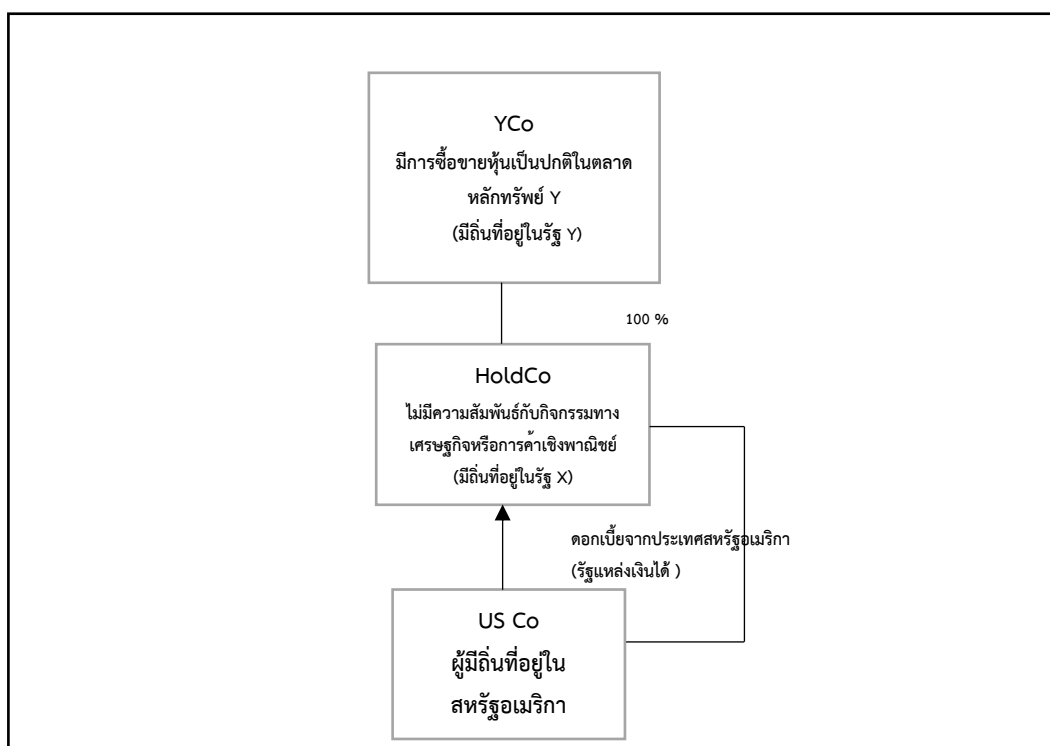 YCo
มีการซื้อขายหุ้นเป็นปกติในตลาด
หลักทรัพย์ Y
(มีถิ่นที่อยู่ในรัฐ Y)
100 %
HoldCo
ไม่มีความสัมพันธ์กับกิจกรรมทาง
เศรษฐกิจหรือการค้าเชิงพาณิชย์
(มีถิ่นที่อยู่ในรัฐ X)
ดอกเบี้ยจากประเทศสหรัฐอเมริกา
(รัฐแหล่งเงินได้ )
US Co
ผู้มีถิ่นที่อยู่ใน
สหรัฐอเมริกา